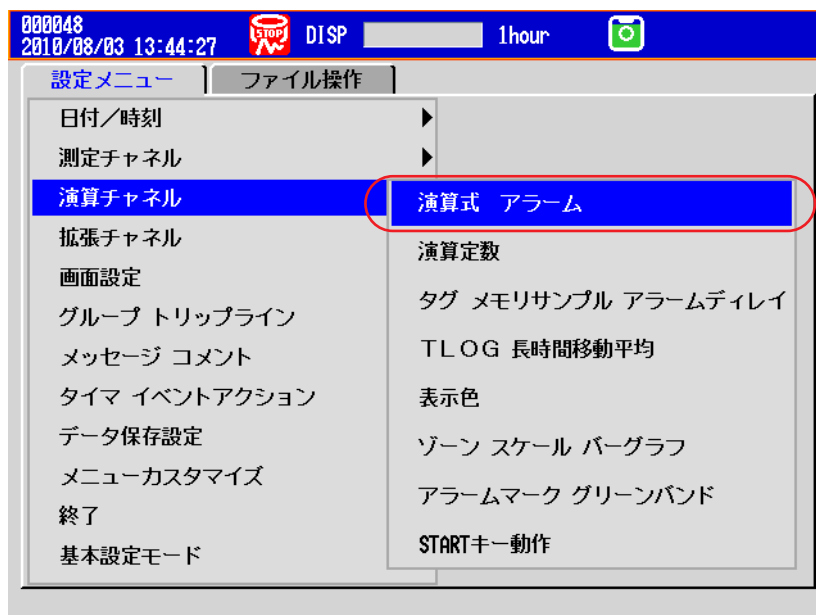 000048
2010/08/03 13:44:27 STOP DISP 1hour
設定メニュー ファイル操作
日付／時刻
測定チャネル
演算チャネル
拡張チャネル
画面設定
グループ トリップライン
メッセージ コメント
タイマ イベントアクション
データ保存設定
メニューカスタマイズ
終了
基本設定モード
演算式 アラーム
演算定数
タグ メモリサンプル アラームディレイ
ＴＬＯＧ 長時間移動平均
表示色
ゾーン スケール バーグラフ
アラームマーク グリーンバンド
STARTキー動作